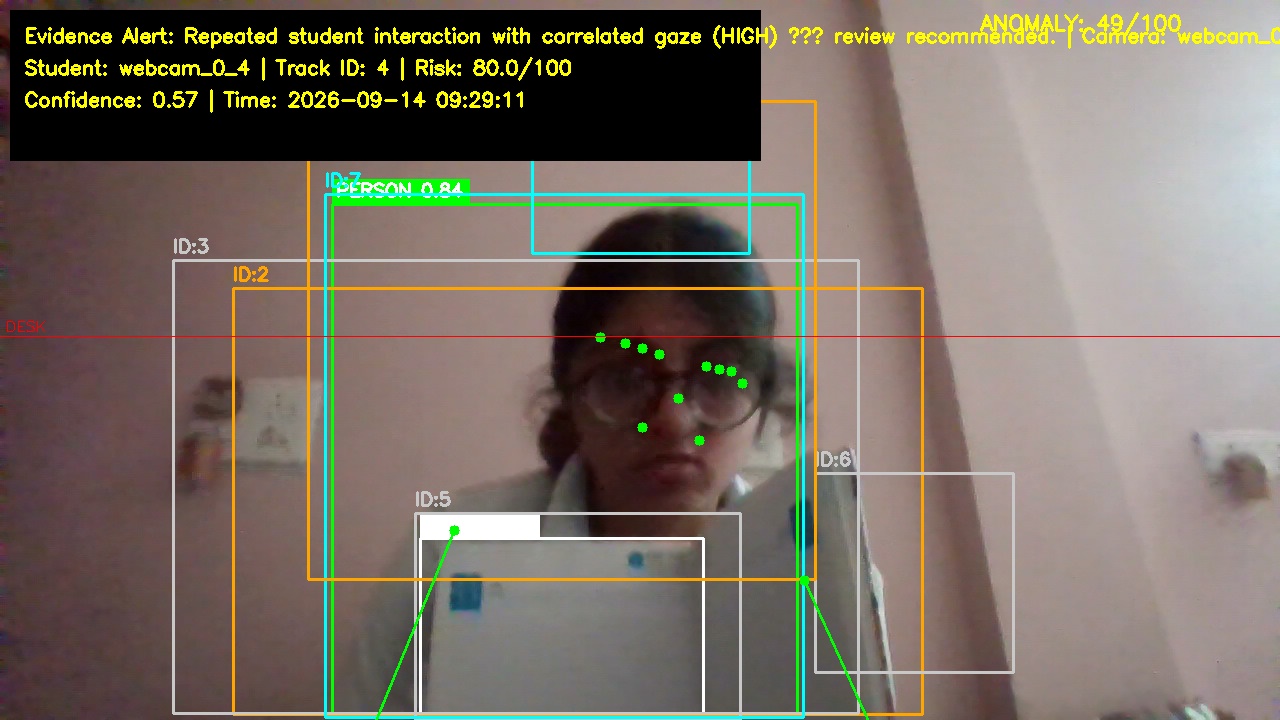 ANOMALY: 49/100
Evidence Alert: Repeated student interaction with correlated gaze (HIGH) ??? review recommended. | Camera: webcam_0
Student: webcam_0_4 | Track ID: 4 | Risk: 80.0/100
Confidence: 0.57 | Time: 2026-09-14 09:29:11
ID:7
PERSON 0.84
ID:3
ID:2
DESK
ID:6
ID:5